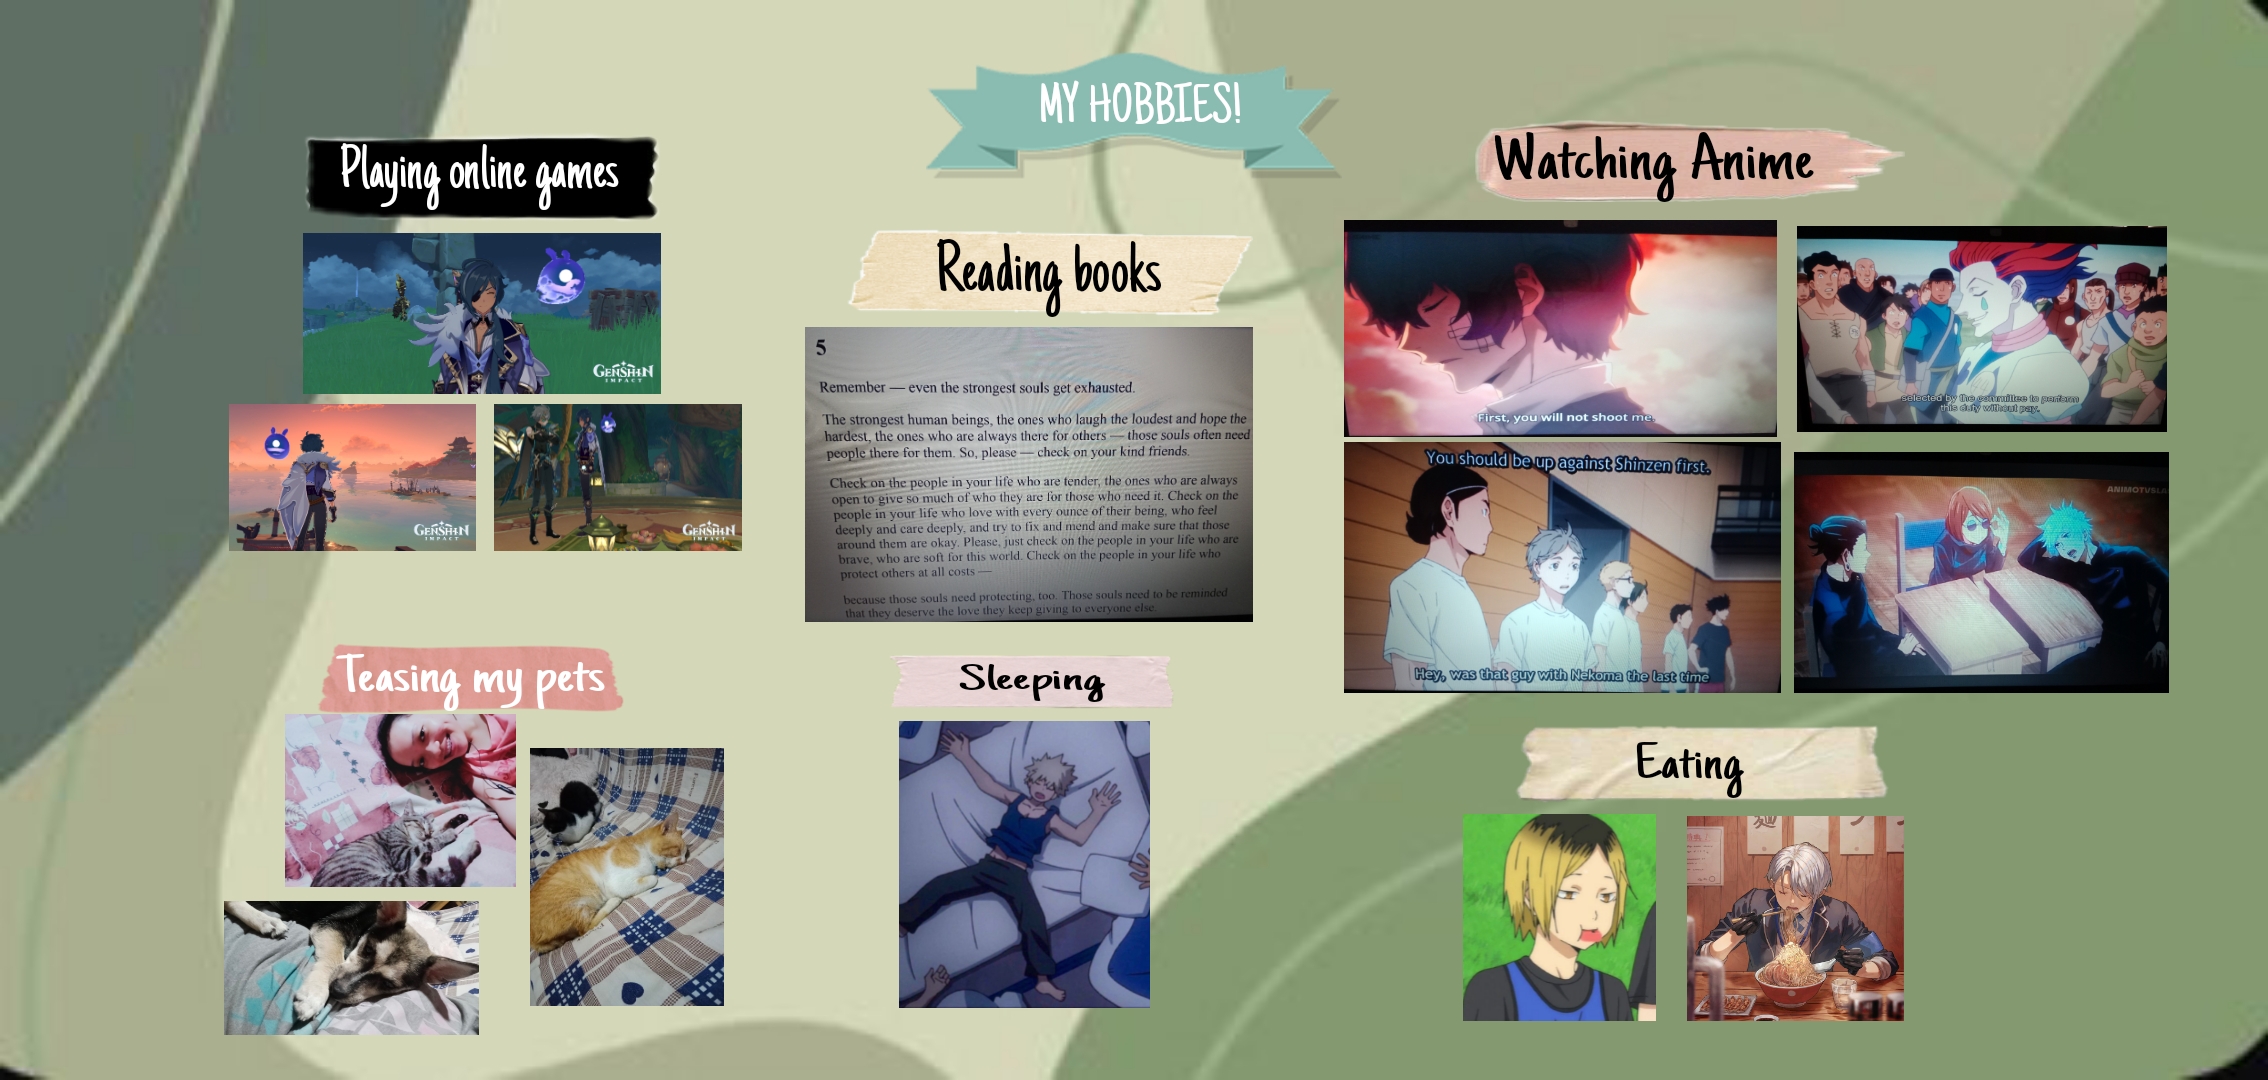 MY HOBBIES!
Playing online games
GENSHIN
IMPACT
GENSHIN
IMPACT
GENSHIN
IMPACT
Reading books
5
Remember — even the strongest souls get exhausted.
The strongest human beings, the ones who laugh the loudest and hope the
hardest, the ones who are always there for others — those souls often need
people there for them. So, please — check on your kind friends.
Check on the people in your life who are tender, the ones who are always
open to give so much of who they are for those who need it. Check on the
people in your life who love with every ounce of their being, who feel
deeply and care deeply, and try to fix and mend and make sure that those
around them are okay. Please, just check on the people in your life who are
brave, who are soft for this world. Check on the people in your life who
protect others at all costs —
because those souls need protecting, too. Those souls need to be reminded
that they deserve the love they keep giving to everyone else.
Watching Anime
First, you will not shoot me.
selected by the committee to perform
this duty without pay.
You should be up against Shinzen first.
Hey, was that guy with Nekoma the last time
Teasing my pets
Sleeping
Eating